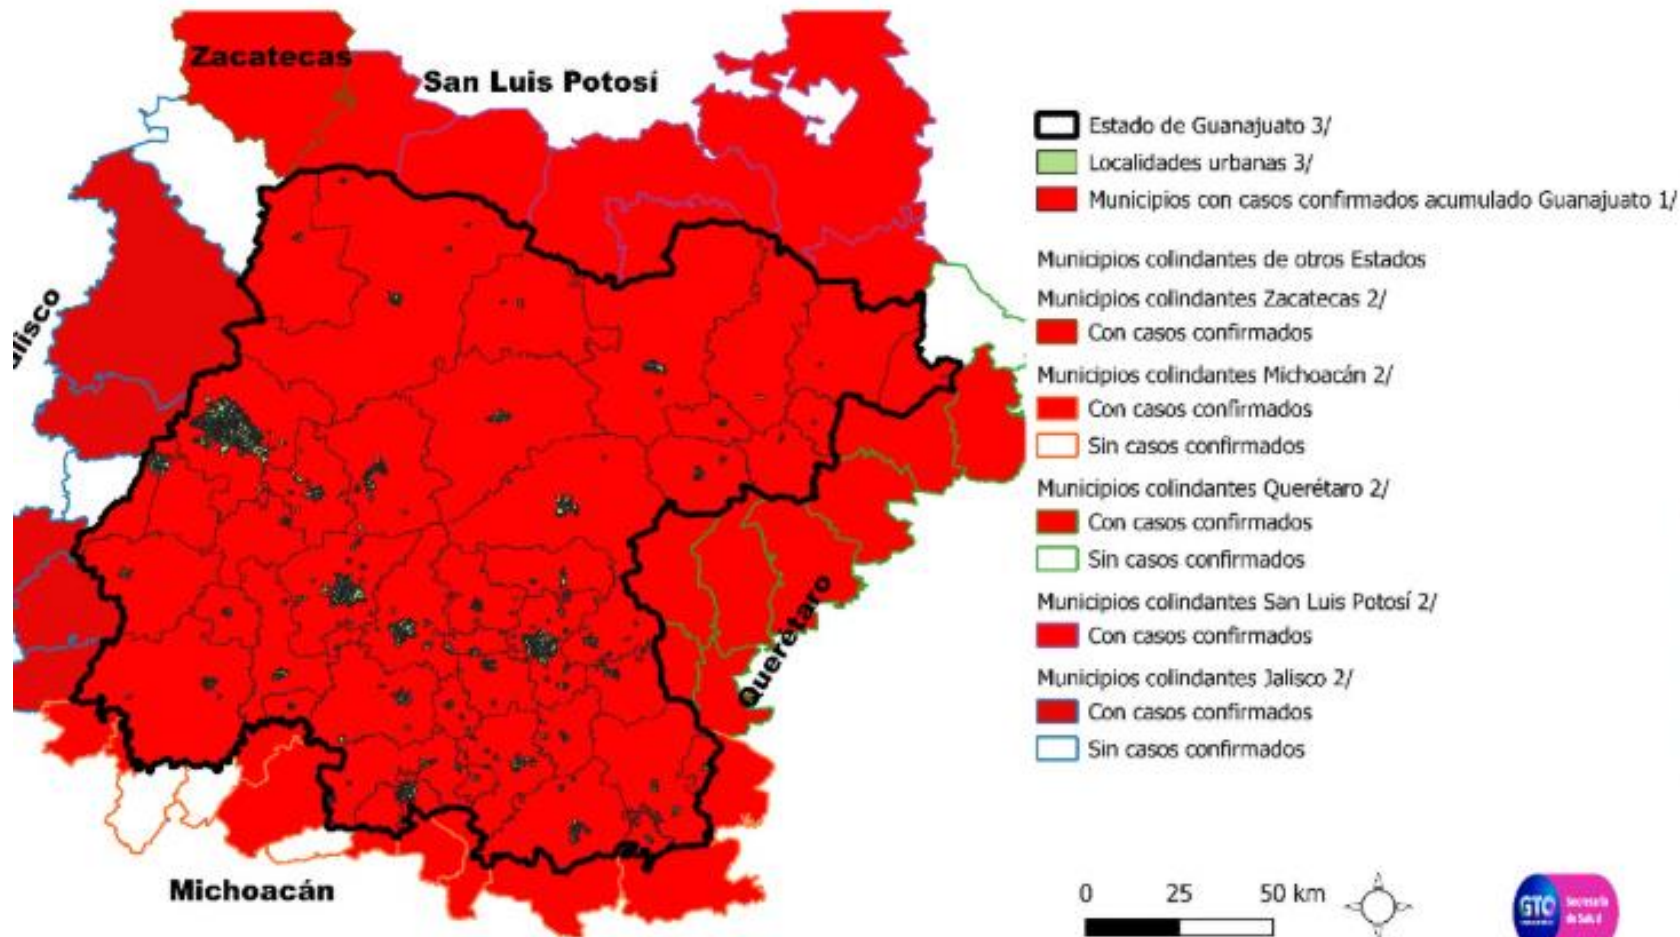 Zacatecas
San Luis Potosí
alisco
Querétaro
Michoacán
Estado de Guanajuato 3/
Localidades urbanas 3/
Municipios con casos confirmados acumulado Guanajuato 1/
Municipios colindantes de otros Estados
Municipios colindantes Zacatecas 2/
Con casos confirmados
Municipios colindantes Michoacán 2/
Con casos confirmados
Sin casos confirmados
Municipios colindantes Querétaro 2/
Con casos confirmados
Sin casos confirmados
Municipios colindantes San Luis Potosí 2/
Con casos confirmados
Municipios colindantes Jalisco 2/
Con casos confirmados
Sin casos confirmados
0 25 50 km
GTO
Secretaría
de Salud